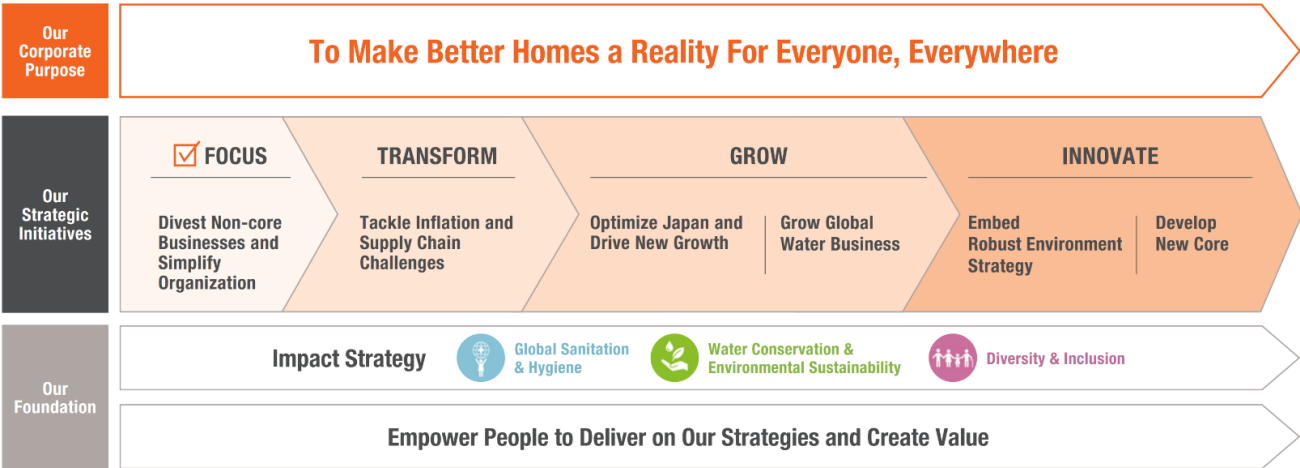 Our
Corporate
Purpose
To Make Better Homes a Reality For Everyone, Everywhere
Our
Strategic
Initiatives
FOCUS
Divest Non-core
Businesses and
Simplify
Organization
TRANSFORM
Tackle Inflation and
Supply Chain
Challenges
GROW
Optimize Japan and
Drive New Growth
Grow Global
Water Business
INNOVATE
Embed
Robust Environment
Strategy
Develop
New Core
Our
Foundation
Impact Strategy
Global Sanitation
& Hygiene
Water Conservation &
Environmental Sustainability
Diversity & Inclusion
Empower People to Deliver on Our Strategies and Create Value